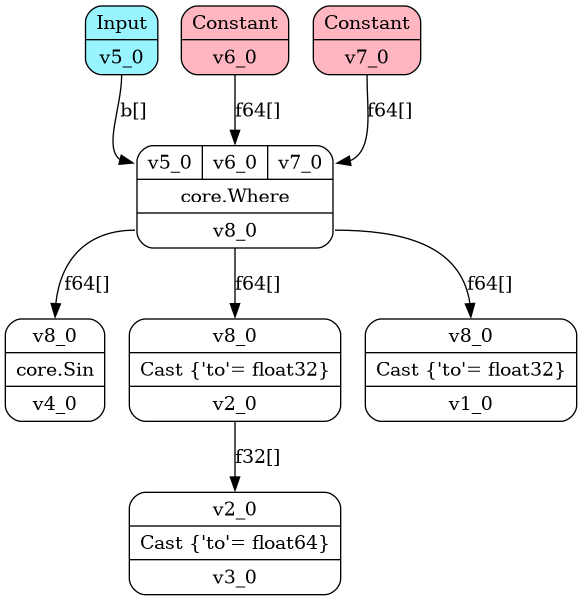 Input
v5_0
Constant
v6_0
Constant
v7_0
b[]
f64[]
f64[]
v5_0 v6_0 v7_0
core.Where
v8_0
f64[]
f64[]
f64[]
v8_0
core.Sin
v4_0
v8_0
Cast {'to'= float32}
v2_0
v8_0
Cast {'to'= float32}
v1_0
f32[]
v2_0
Cast {'to'= float64}
v3_0